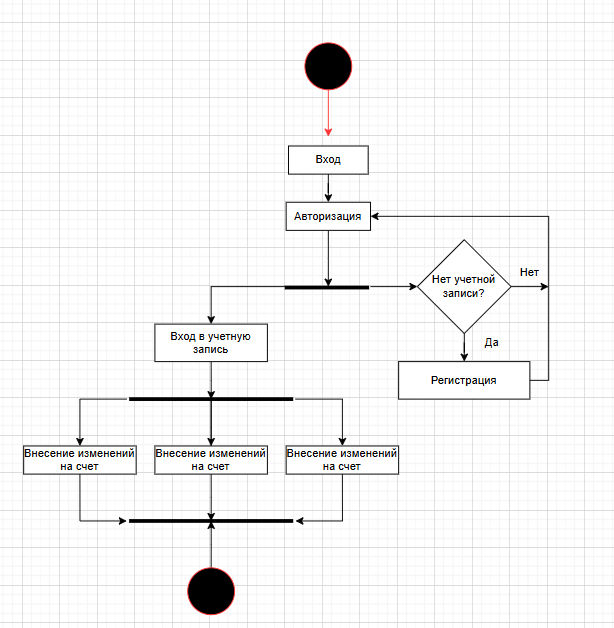 Вход
Авторизация
Нет учетной
записи?
Нет
Да
Вход в учетную
запись
Регистрация
Внесение изменений
на счет
Внесение изменений
на счет
Внесение изменений
на счет